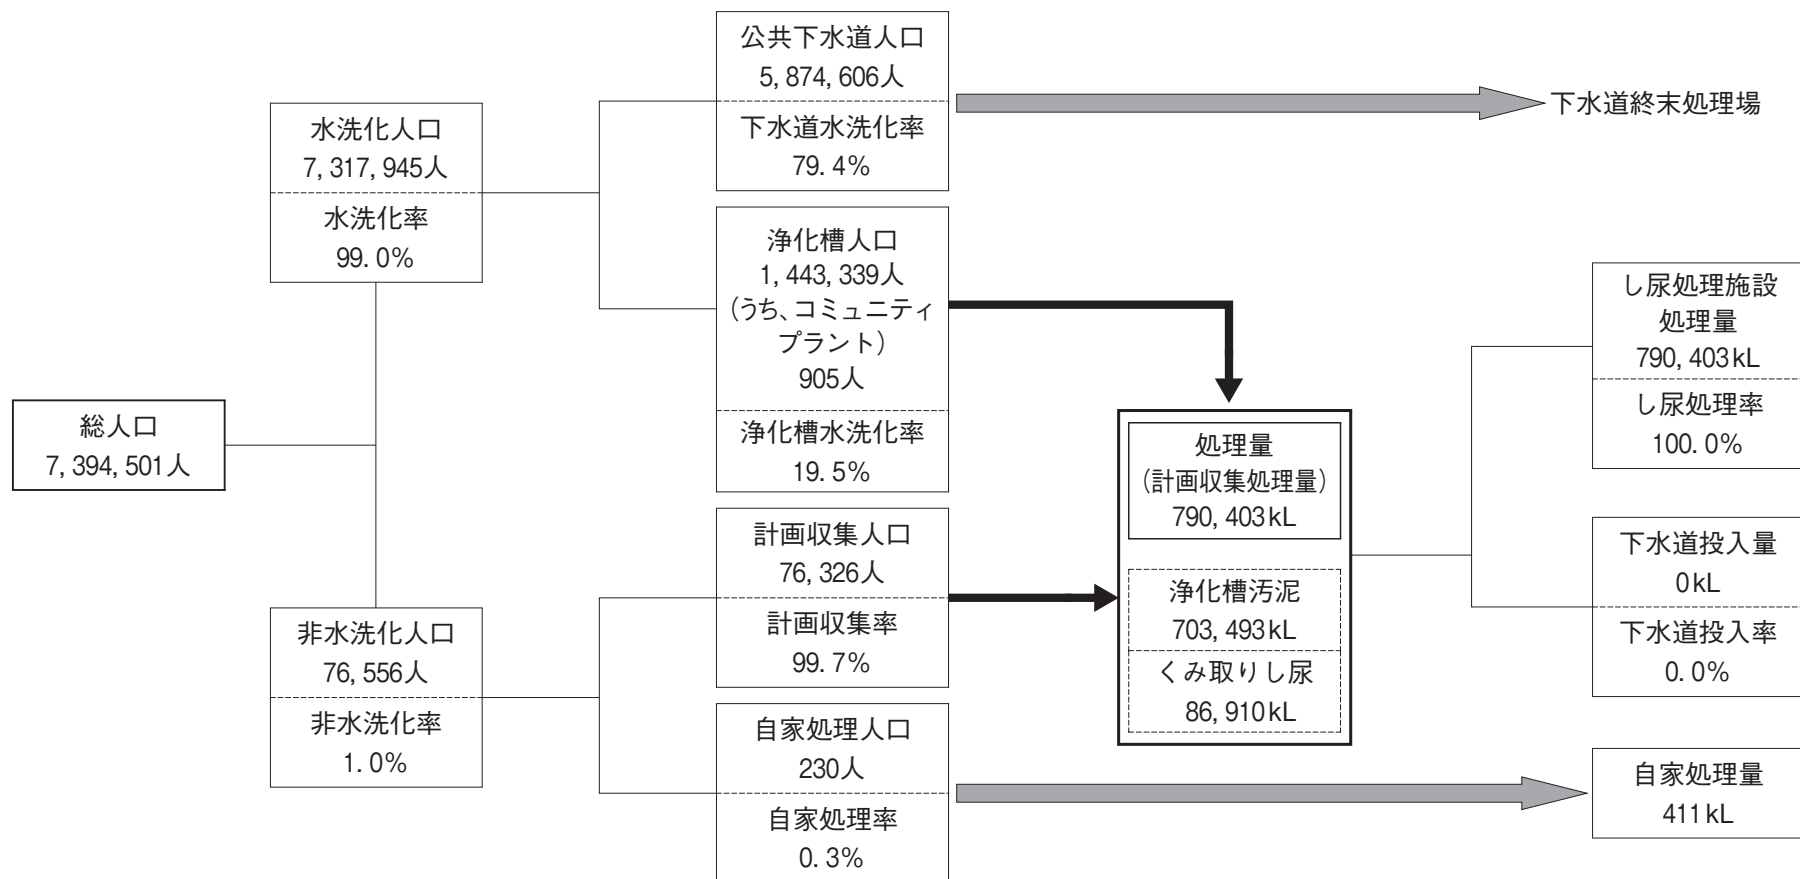 総人口
7,394,501人
水洗化人口
7,317,945人
水洗化率
99.0%
非水洗化人口
76,556人
非水洗化率
1.0%
公共下水道人口
5,874,606人
下水道水洗化率
79.4%
浄化槽人口
1,443,339人
(うち、コミュニティ
プラント)
905人
浄化槽水洗化率
19.5%
計画収集人口
76,326人
計画収集率
99.7%
自家処理人口
230人
自家処理率
0.3%
下水道終末処理場
処理量
(計画収集処理量)
790,403kL
浄化槽汚泥
703,493kL
くみ取りし尿
86,910kL
し尿処理施設
処理量
790,403kL
し尿処理率
100.0%
下水道投入量
0kL
下水道投入率
0.0%
自家処理量
411kL